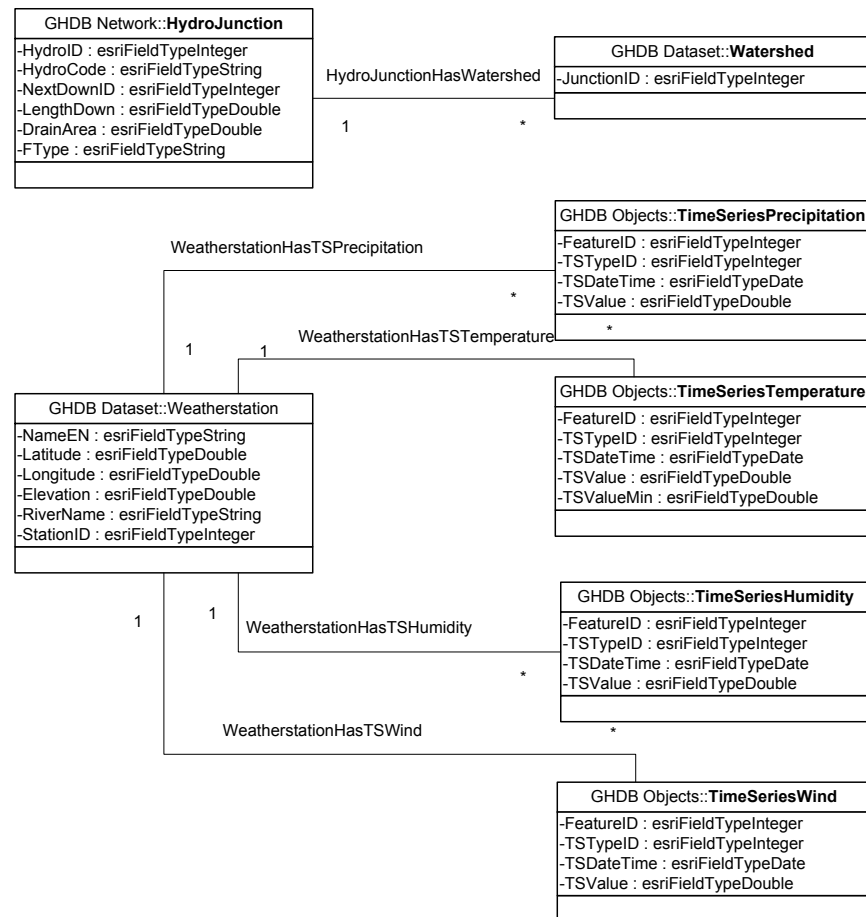 GHDB Network::HydroJunction
-HydroID : esriFieldTypeInteger
-HydroCode : esriFieldTypeString
-NextDownID : esriFieldTypeInteger
-LengthDown : esriFieldTypeDouble
-DrainArea : esriFieldTypeDouble
-FType : esriFieldTypeString
HydroJunctionHasWatershed
1
*
GHDB Dataset::Watershed
-JunctionID : esriFieldTypeInteger
WeatherstationHasTSPrecipitation
1
*
GHDB Objects::TimeSeriesPrecipitation
-FeatureID : esriFieldTypeInteger
-TSTypeID : esriFieldTypeInteger
-TSDateTime : esriFieldTypeDate
-TSValue : esriFieldTypeDouble
WeatherstationHasTSTemperature
1
*
GHDB Objects::TimeSeriesTemperature
-FeatureID : esriFieldTypeInteger
-TSTypeID : esriFieldTypeInteger
-TSDateTime : esriFieldTypeDate
-TSValue : esriFieldTypeDouble
-TSValueMin : esriFieldTypeDouble
GHDB Dataset::Weatherstation
-NameEN : esriFieldTypeString
-Latitude : esriFieldTypeDouble
-Longitude : esriFieldTypeDouble
-Elevation : esriFieldTypeDouble
-RiverName : esriFieldTypeString
-StationID : esriFieldTypeInteger
1
WeatherstationHasTSHumidity
*
GHDB Objects::TimeSeriesHumidity
-FeatureID : esriFieldTypeInteger
-TSTypeID : esriFieldTypeInteger
-TSDateTime : esriFieldTypeDate
-TSValue : esriFieldTypeDouble
1
WeatherstationHasTSWind
*
GHDB Objects::TimeSeriesWind
-FeatureID : esriFieldTypeInteger
-TSTypeID : esriFieldTypeInteger
-TSDateTime : esriFieldTypeDate
-TSValue : esriFieldTypeDouble